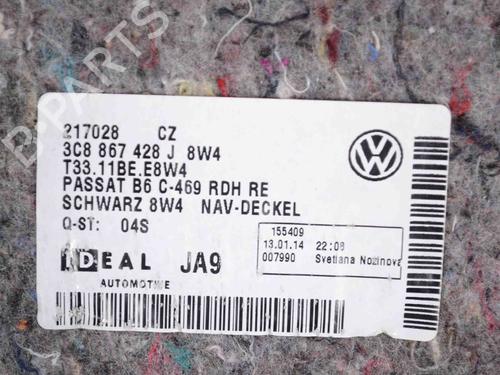 B-PARTS
217028 CZ
3C8 867 428 J 8W4
T33.11BE.E8W4
PASSAT B6 C-469 RDH RE
SCHWARZ 8W4 NAV-DECKEL
Q-ST: 04S
155409
13.01.14 22:06
007990 Svetlana Nozinova
IDEAL JA9
AUTOMOTIVE